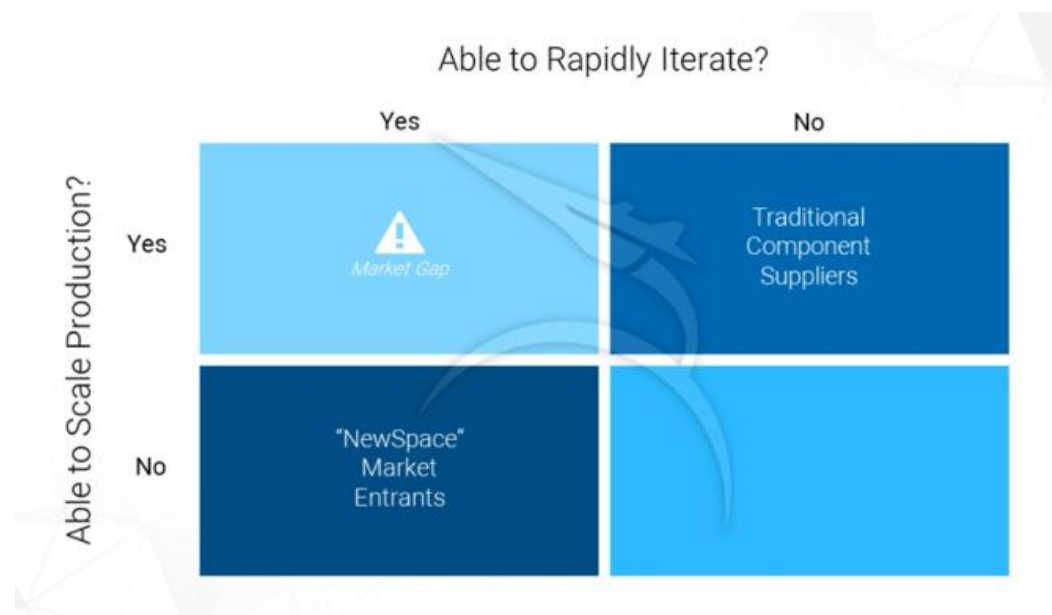 Able to Rapidly Iterate?
Yes
No
Able to Scale Production?
Yes
Market Gap
Traditional
Component
Suppliers
No
“NewSpace“
Market
Entrants